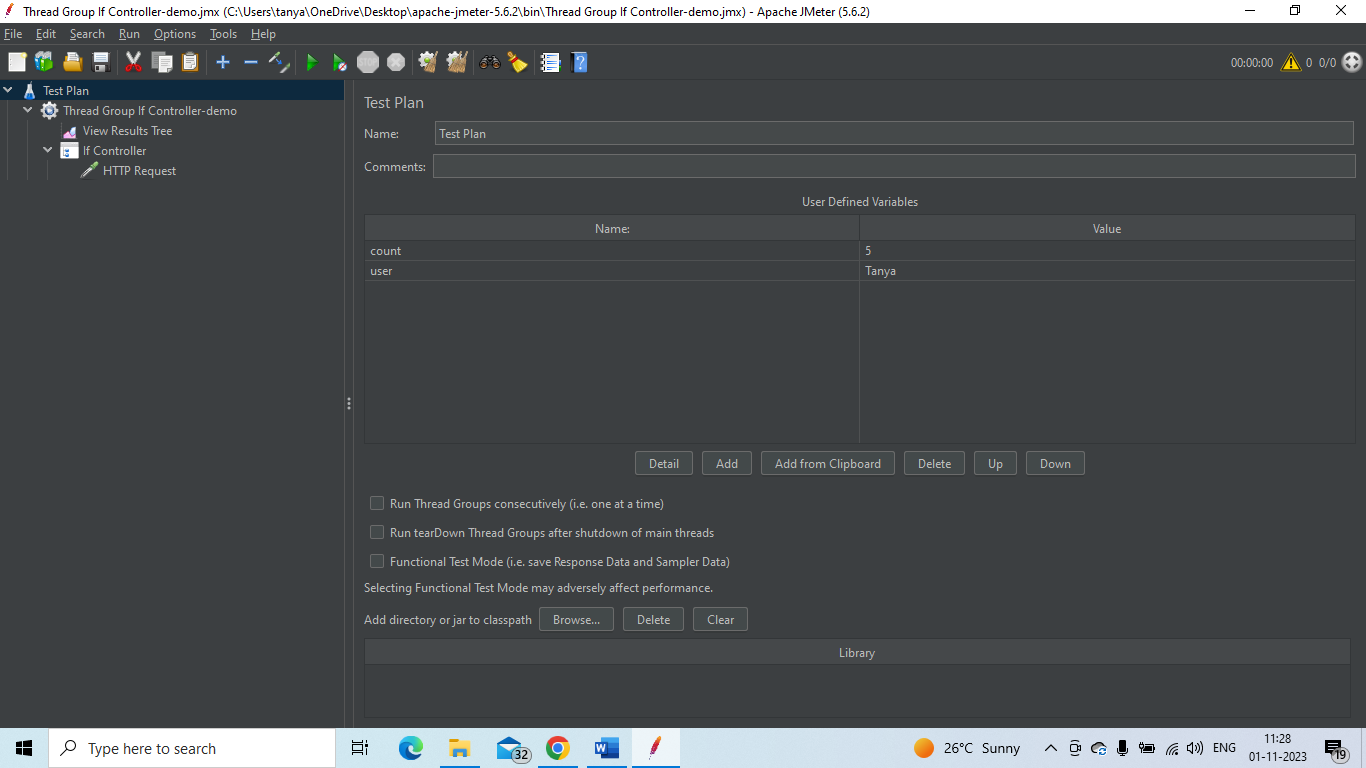 Thread Group If Controller-demo.jmx (C:\Users\tanya\OneDrive\Desktop\apache-jmeter-5.6.2\bin\Thread Group If Controller-demo.jmx) - Apache JMeter (5.6.2)
File Edit Search Run Options Tools Help
STOP 00:00:00 0 0/0
Test Plan
Thread Group If Controller-demo
View Results Tree
If Controller
HTTP Request
Test Plan
Name: Test Plan
Comments:
User Defined Variables
Name: Value
count 5
user Tanya
Detail Add Add from Clipboard Delete Up Down
Run Thread Groups consecutively (i.e. one at a time)
Run tearDown Thread Groups after shutdown of main threads
Functional Test Mode (i.e. save Response Data and Sampler Data)
Selecting Functional Test Mode may adversely affect performance.
Add directory or jar to classpath Browse... Delete Clear
Library
Type here to search 32 W 26°C Sunny ENG 11:28 19
01-11-2023